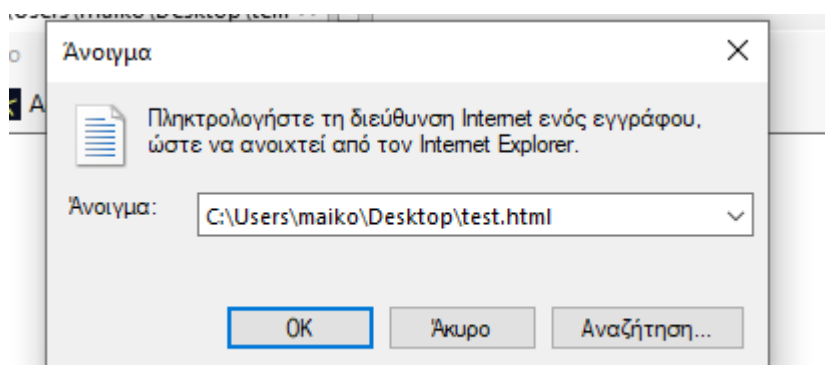 Άνοιγμα
Πληκτρολογήστε τη διεύθυνση Internet ενός εγγράφου,
ώστε να ανοιχτεί από τον Internet Explorer.
Άνοιγμα:
C:\Users\maiko\Desktop\test.html
OK
Άκυρο
Αναζήτηση...